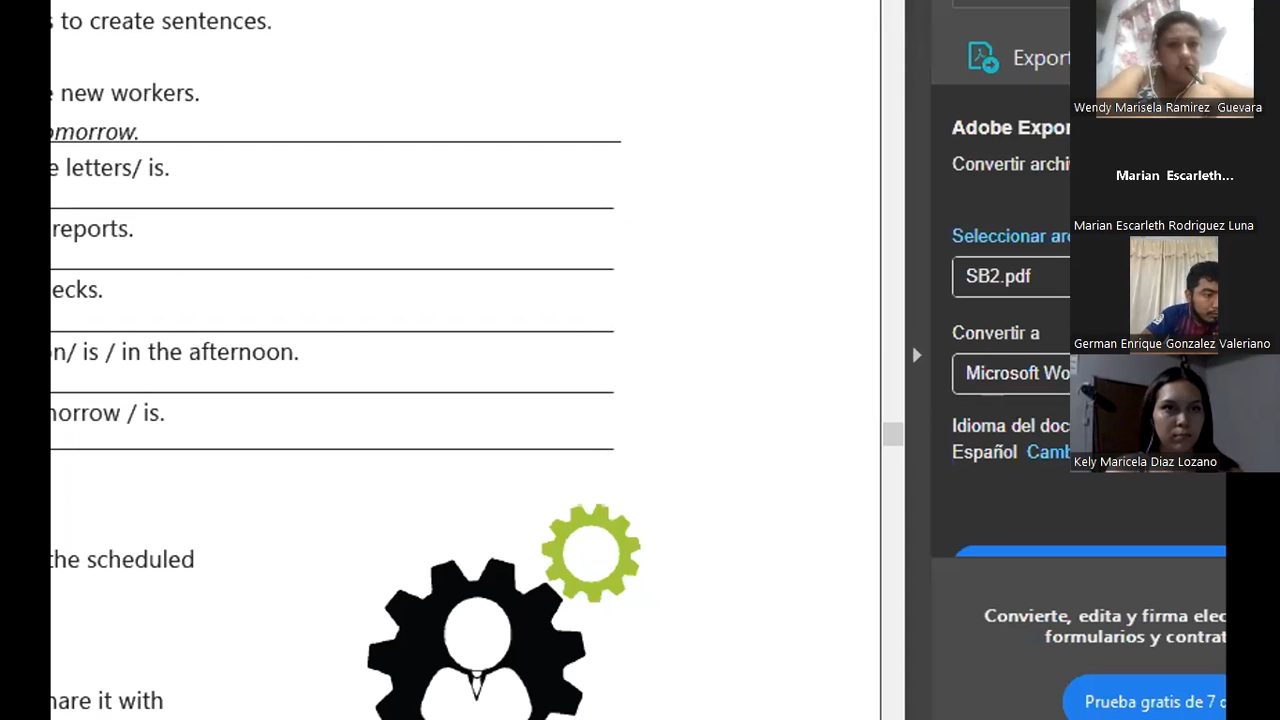 to create sentences.
new workers.
omorrow.
letters/ is.
reports.
ecks.
on/ is / in the afternoon.
morrow / is.
the scheduled
hare it with
Export
Adobe Expor
Convertir archi
Seleccionar arc
SB2.pdf
Convertir a
Microsoft Wo
Idioma del doc
Español Camb
Convierte, edita y firma elec
formularios y contrat
Prueba gratis de 7 d
Wendy Marisela Ramirez Guevara
Marian Escarleth...
Marian Escarleth Rodriguez Luna
German Enrique Gonzalez Valeriano
Kely Maricela Diaz Lozano